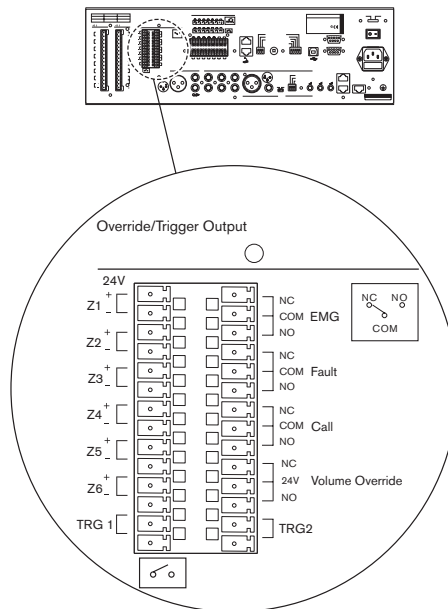 Override/Trigger Output
24V
Z1 + -
Z2 + -
Z3 + -
Z4 + -
Z5 + -
Z6 + -
TRG 1
NC
COM EMG
NO
NC
COM Fault
NO
NC
COM Call
NO
NC
24V Volume Override
NO
TRG2
NC NO
COM